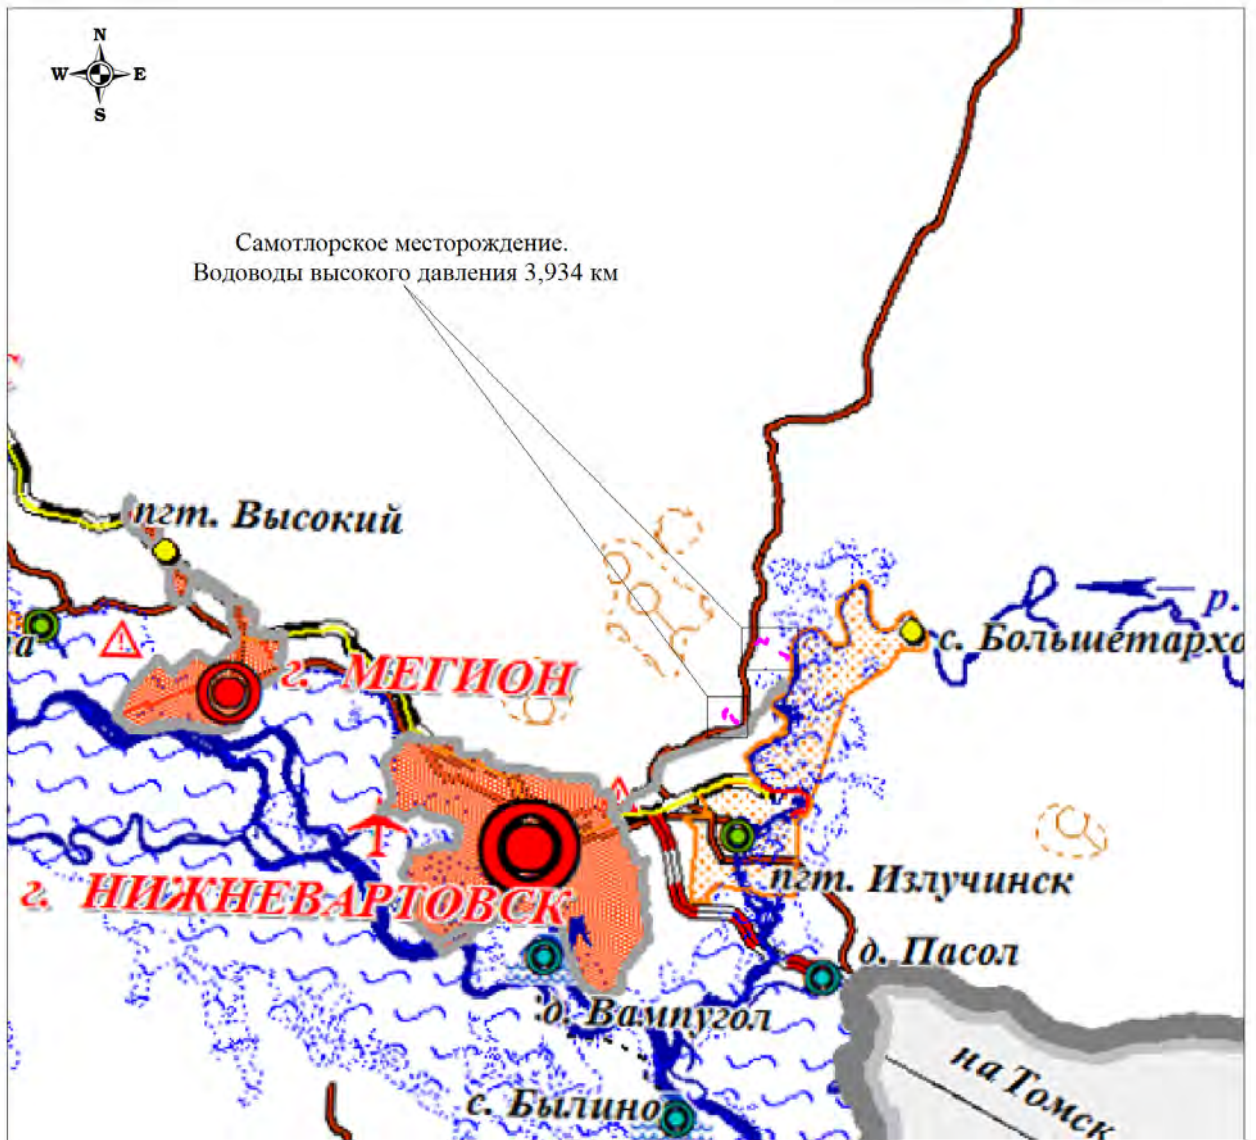 N
W E
S
Самотлорское месторождение.
Водоводы высокого давления 3,934 км
пгт. Высокий
р.
с. Большетархо
а
г. МЕГИОН
пгт. Излучинск
г. НИЖНЕВАРТОВСК
д. Пасол
д. Вампугол
на Томск
с. Былино